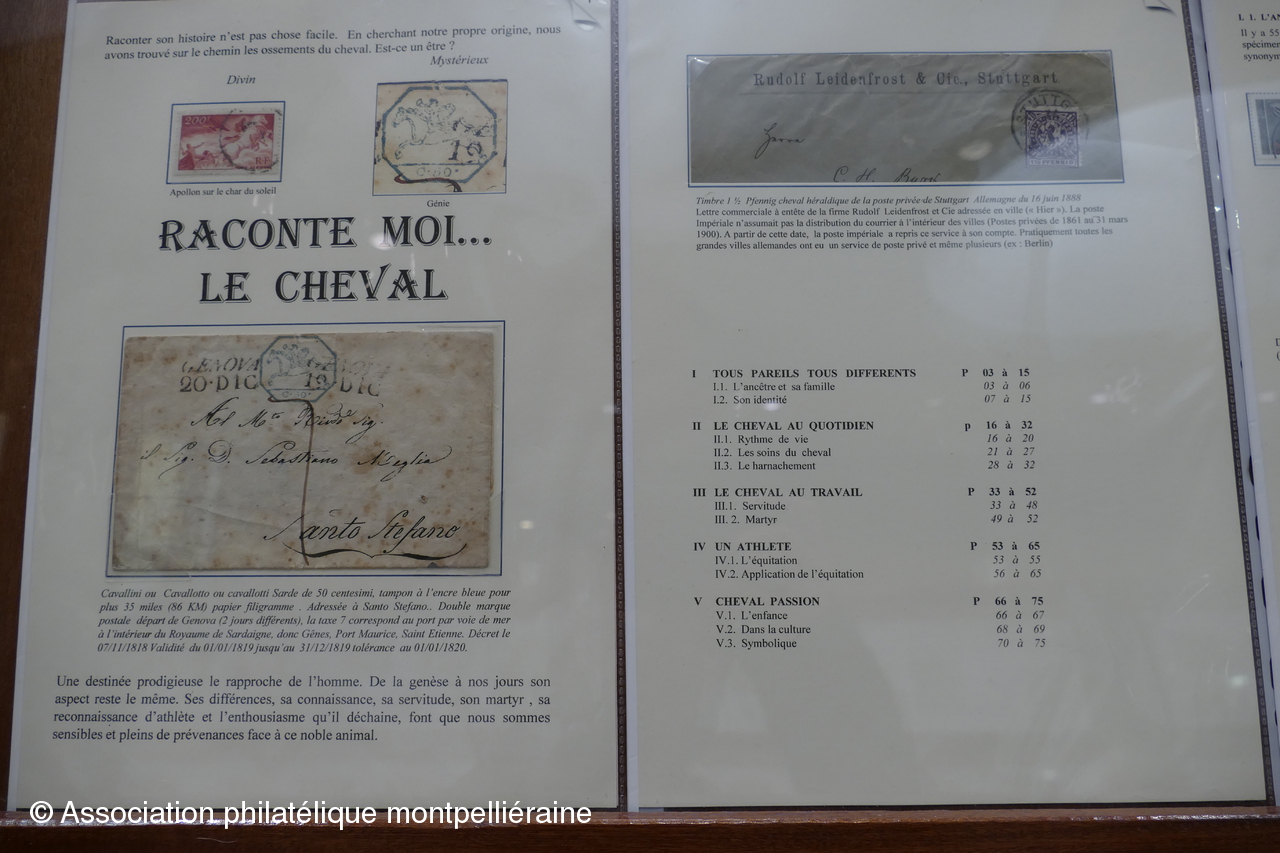 Raconter son histoire n'est pas chose facile. En cherchant notre propre origine, nous
avons trouvé sur le chemin les ossements du cheval. Est-ce un être ?
Divin
Mystérieux
200F
RF
19
C·50
Apollon sur le char du soleil
Génie
RACONTE MOI...
LE CHEVAL
GENOVA
20·DIC
19 DIC
C·50
Santo Stefano
Cavallini ou Cavallotto ou cavallotti Sarde de 50 centesimi, tampon à l'encre bleue pour
plus 35 miles (86 KM) papier filigramme . Adressée à Santo Stefano.. Double marque
postale départ de Genova (2 jours différents), la taxe 7 correspond au port par voie de mer
à l'intérieur du Royaume de Sardaigne, donc Gênes, Port Maurice, Saint Etienne. Décret le
07/11/1818 Validité du 01/01/1819 jusqu'au 31/12/1819 tolérance au 01/01/1820.
Une destinée prodigieuse le rapproche de l'homme. De la genèse à nos jours son
aspect reste le même. Ses différences, sa connaissance, sa servitude, son martyr , sa
reconnaissance d'athlète et l'enthousiasme qu'il déchaine, font que nous sommes
sensibles et pleins de prévenances face à ce noble animal.
Rudolf Leidenfrost & Cie., Stuttgart
Timbre 1 ½ Pfennig cheval héraldique de la poste privée de Stuttgart Allemagne du 16 juin 1888
Lettre commerciale à entête de la firme Rudolf Leidenfrost et Cie adressée en ville (« Hier »). La poste
Impériale n'assumait pas la distribution du courrier à l'intérieur des villes (Postes privées de 1861 au 31 mars
1900). A partir de cette date, la poste impériale a repris ce service à son compte. Pratiquement toutes les
grandes villes allemandes ont eu un service de poste privé et même plusieurs (ex : Berlin)
I TOUS PAREILS TOUS DIFFERENTS P 03 à 15
I.1. L'ancêtre et sa famille 03 à 06
I.2. Son identité 07 à 15
II LE CHEVAL AU QUOTIDIEN p 16 à 32
II.1. Rythme de vie 16 à 20
II.2. Les soins du cheval 21 à 27
II.3. Le harnachement 28 à 32
III LE CHEVAL AU TRAVAIL P 33 à 52
III.1. Servitude 33 à 48
III. 2. Martyr 49 à 52
IV UN ATHLETE P 53 à 65
IV.1. L'équitation 53 à 55
IV.2. Application de l'équitation 56 à 65
V CHEVAL PASSION P 66 à 75
V.1. L'enfance 66 à 67
V.2. Dans la culture 68 à 69
V.3. Symbolique 70 à 75
Il y a 55
© Association philatélique montpelliéraine